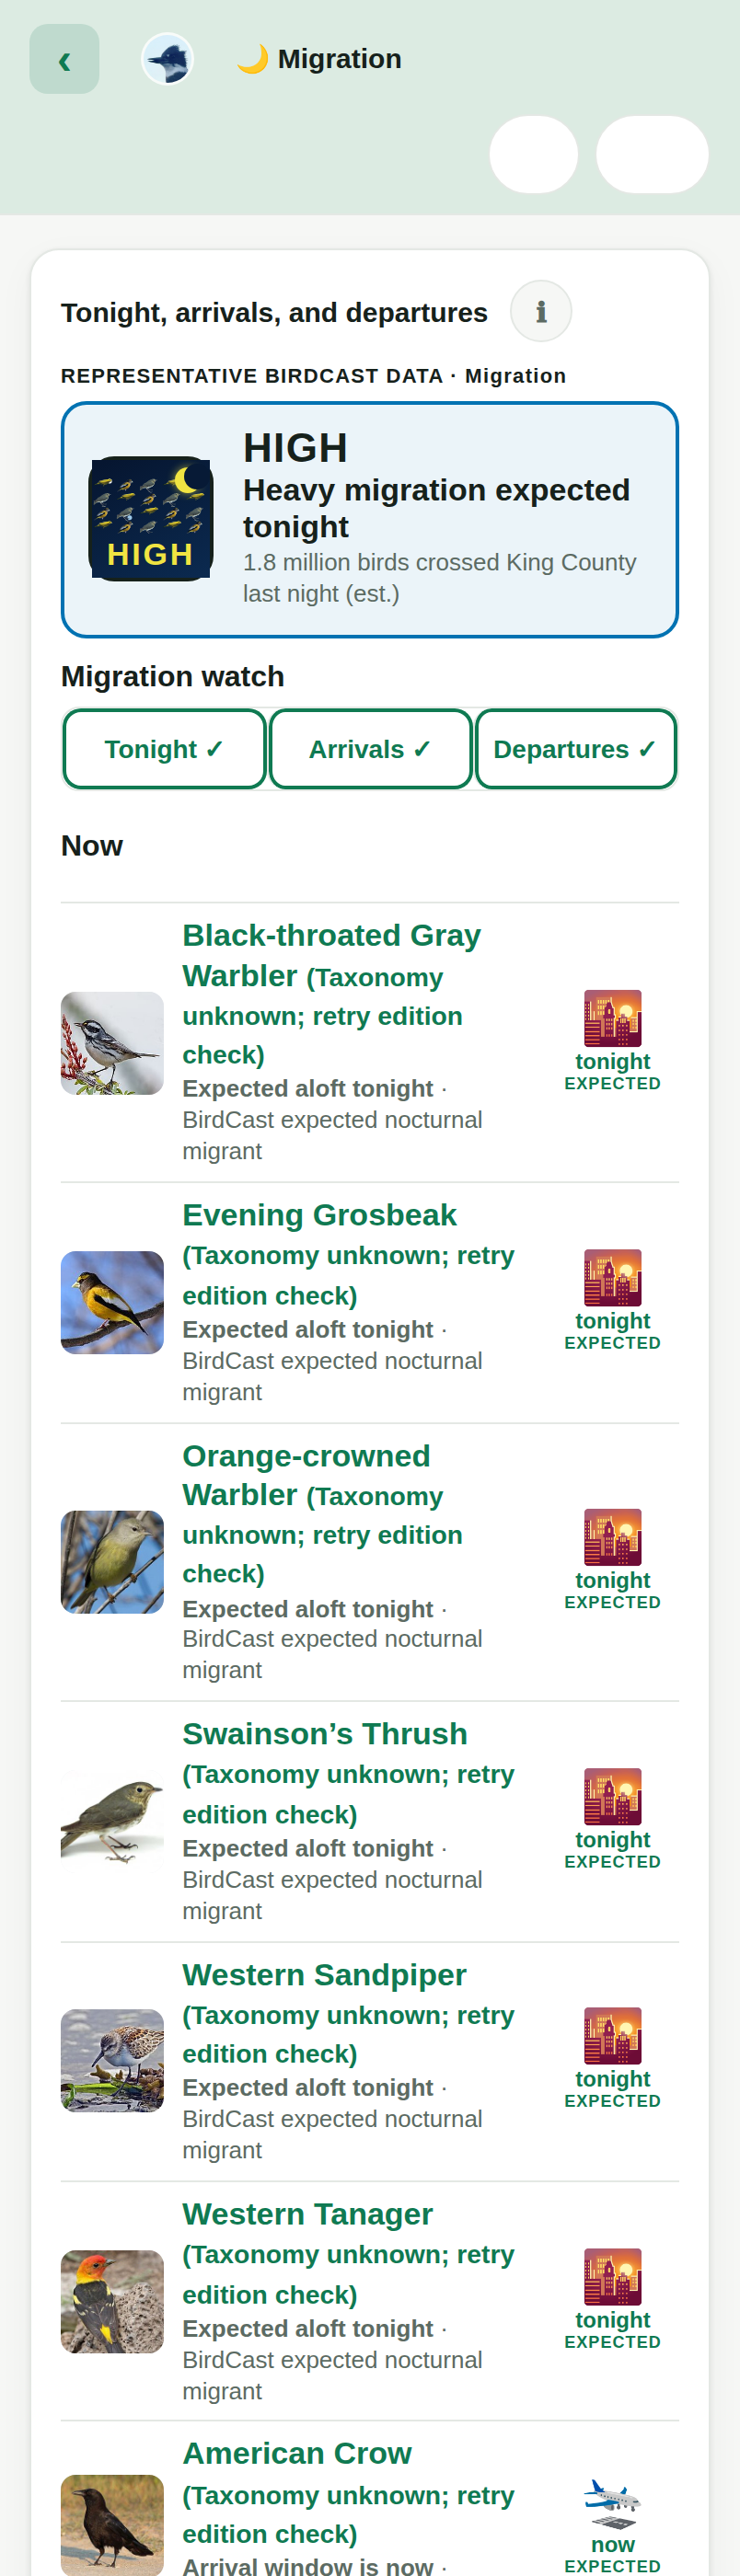 ‹
🌙 Migration
Tonight, arrivals, and departures
i
REPRESENTATIVE BIRDCAST DATA · Migration
HIGH
HIGH
Heavy migration expected
tonight
1.8 million birds crossed King County
last night (est.)
Migration watch
Tonight ✓
Arrivals ✓
Departures ✓
Now
Black-throated Gray
Warbler (Taxonomy
unknown; retry edition
check)
Expected aloft tonight ·
BirdCast expected nocturnal
migrant
tonight
EXPECTED
Evening Grosbeak
(Taxonomy unknown; retry
edition check)
Expected aloft tonight ·
BirdCast expected nocturnal
migrant
tonight
EXPECTED
Orange-crowned
Warbler (Taxonomy
unknown; retry edition
check)
Expected aloft tonight ·
BirdCast expected nocturnal
migrant
tonight
EXPECTED
Swainson’s Thrush
(Taxonomy unknown; retry
edition check)
Expected aloft tonight ·
BirdCast expected nocturnal
migrant
tonight
EXPECTED
Western Sandpiper
(Taxonomy unknown; retry
edition check)
Expected aloft tonight ·
BirdCast expected nocturnal
migrant
tonight
EXPECTED
Western Tanager
(Taxonomy unknown; retry
edition check)
Expected aloft tonight ·
BirdCast expected nocturnal
migrant
tonight
EXPECTED
American Crow
(Taxonomy unknown; retry
edition check)
Arrival window is now ·
now
EXPECTED